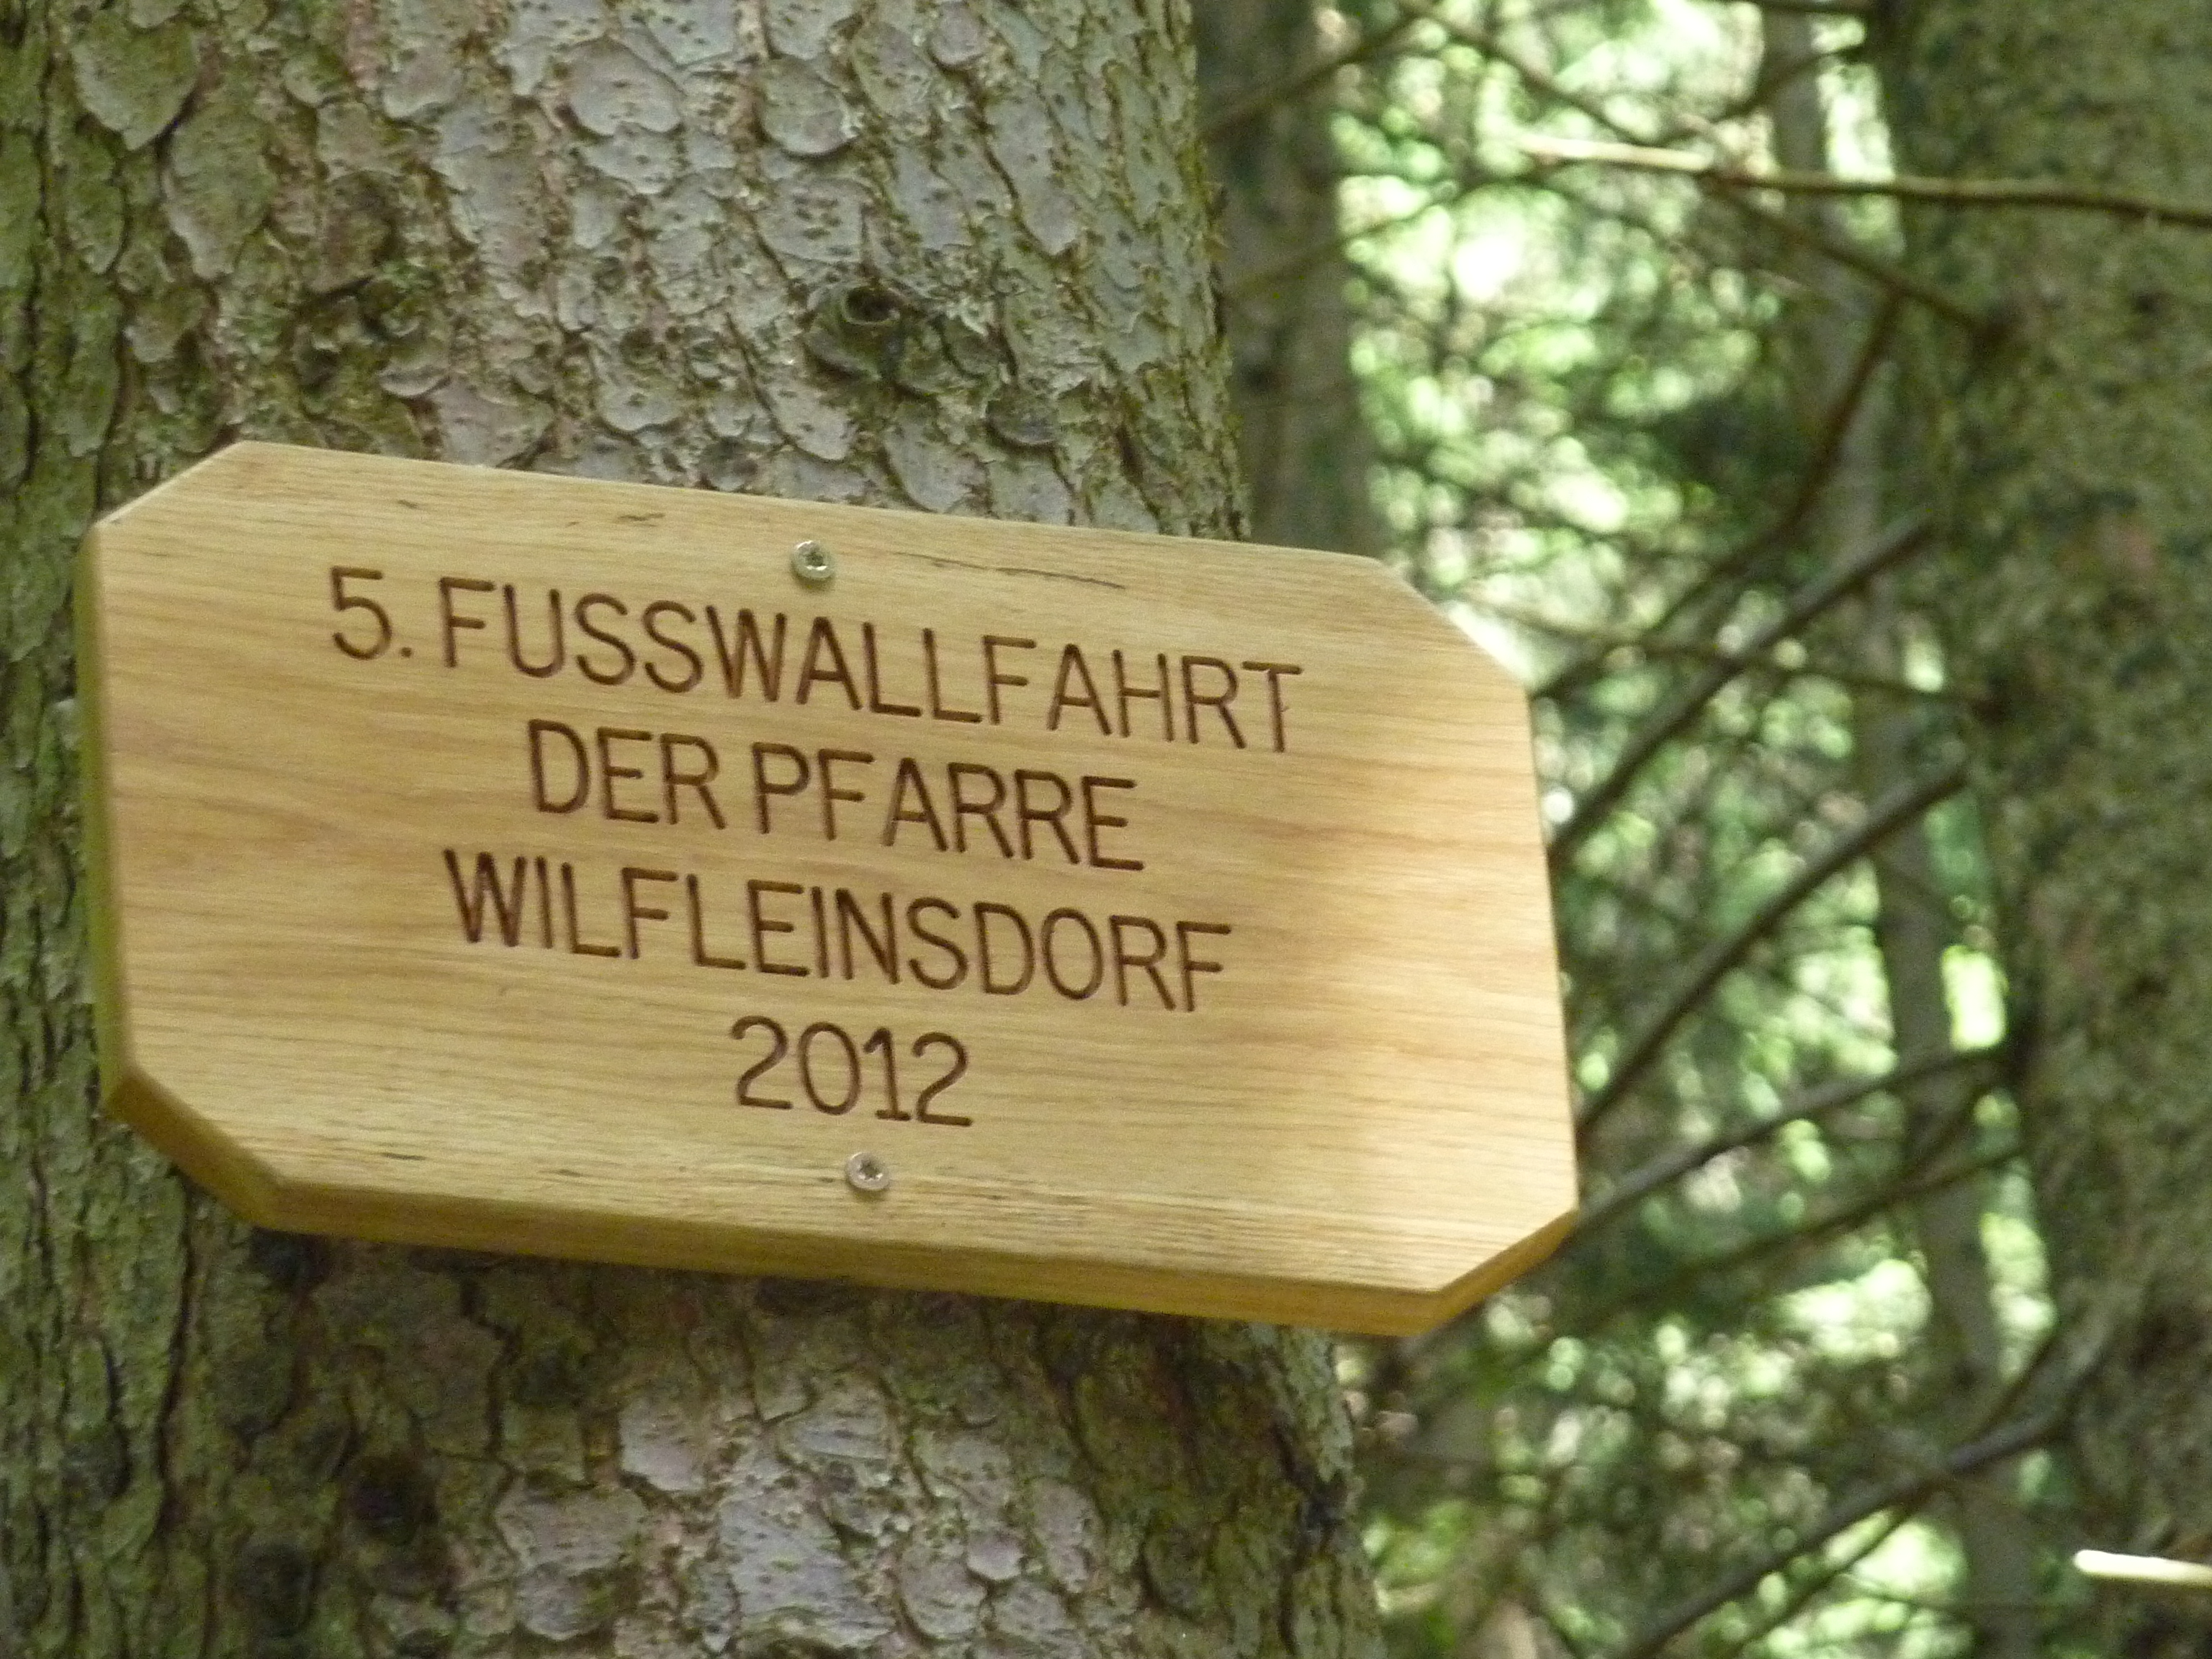 5. FUSSWALLFAHRT
DER PFARRE
WILFLEINSDORF
2012